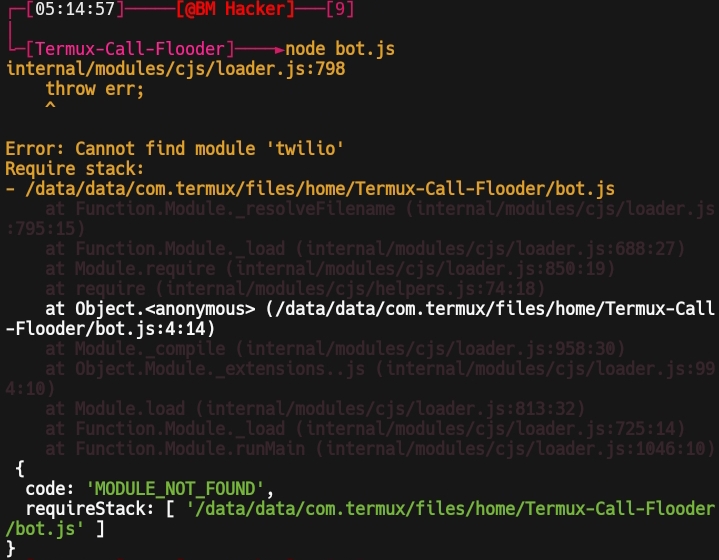 ┌─[05:14:57]─────[@BM Hacker]───[9]
│
└─[Termux-Call-Flooder]────►node bot.js
internal/modules/cjs/loader.js:798
    throw err;
    ^

Error: Cannot find module 'twilio'
Require stack:
- /data/data/com.termux/files/home/Termux-Call-Flooder/bot.js
    at Function.Module._resolveFilename (internal/modules/cjs/loader.js
:795:15)
    at Function.Module._load (internal/modules/cjs/loader.js:688:27)
    at Module.require (internal/modules/cjs/loader.js:850:19)
    at require (internal/modules/cjs/helpers.js:74:18)
    at Object.<anonymous> (/data/data/com.termux/files/home/Termux-Call
-Flooder/bot.js:4:14)
    at Module._compile (internal/modules/cjs/loader.js:958:30)
    at Object.Module._extensions..js (internal/modules/cjs/loader.js:99
4:10)
    at Module.load (internal/modules/cjs/loader.js:813:32)
    at Function.Module._load (internal/modules/cjs/loader.js:725:14)
    at Function.Module.runMain (internal/modules/cjs/loader.js:1046:10)
 {
  code: 'MODULE_NOT_FOUND',
  requireStack: [ '/data/data/com.termux/files/home/Termux-Call-Flooder
/bot.js' ]
}